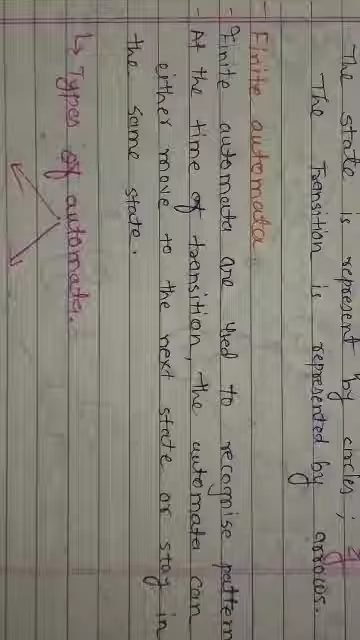 The state is represent by circles;
The Transition is represented by arrows.
- Finite automata.
- Finite automata are used to recognise pattern
- At the time of transition, the automata can
either move to the next state or stay in
the same state.
↳ Types of automata.